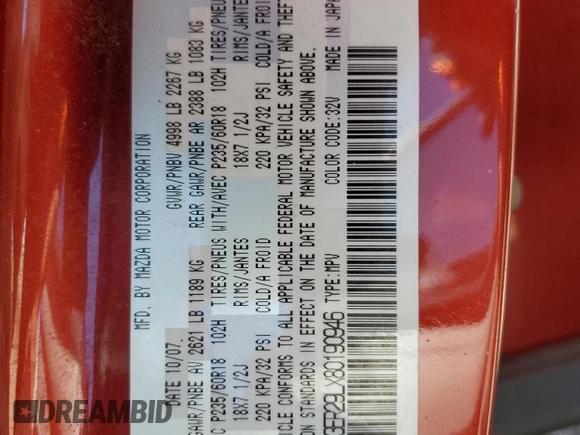 MFD. BY MAZDA MOTOR CORPORATION
DATE 10/07 GVWR/PNBV 4998 LB 2267 KG
GAWR/PNBE AV 2621 LB 1189 KG REAR GAWR/PNBE AR 2388 LB 1083 KG
P235/60R18 102H TIRES/PNEUS WITH/AVEC P235/60R18 102H TIRES/PNEU
18X7 1/2J RIMS/JANTES 18X7 1/2J RIMS/JANTES
220 KPA/32 PSI COLD/A FROID 220 KPA/32 PSI COLD/A FROID
CONFORMS TO ALL APPLICABLE FEDERAL MOTOR VEHICLE SAFETY AND THEFT
STANDARDS IN EFFECT ON THE DATE OF MANUFACTURE SHOWN ABOVE.
TYPE:MPV COLOR CODE:32V MADE IN JAPAN
DRIVE RIGHTLY